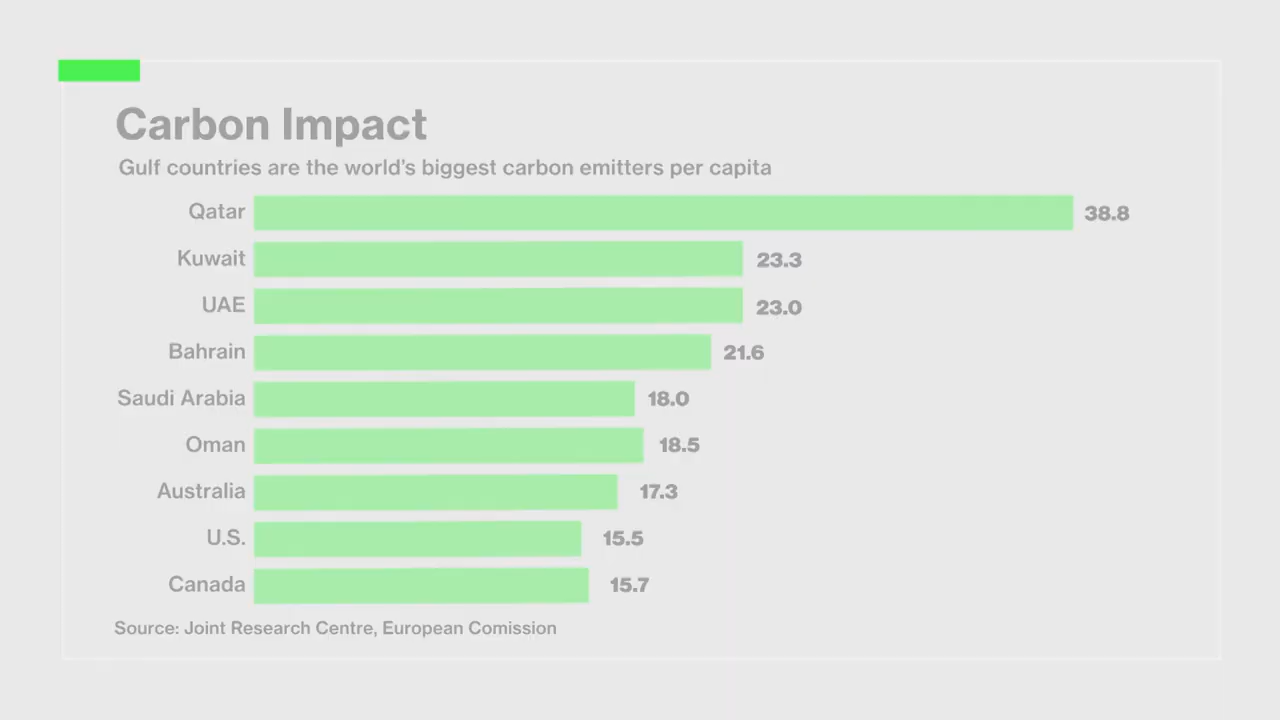 Carbon Impact
Gulf countries are the world's biggest carbon emitters per capita
Qatar 38.8
Kuwait 23.3
UAE 23.0
Bahrain 21.6
Saudi Arabia 18.0
Oman 18.5
Australia 17.3
U.S. 15.5
Canada 15.7
Source: Joint Research Centre, European Comission